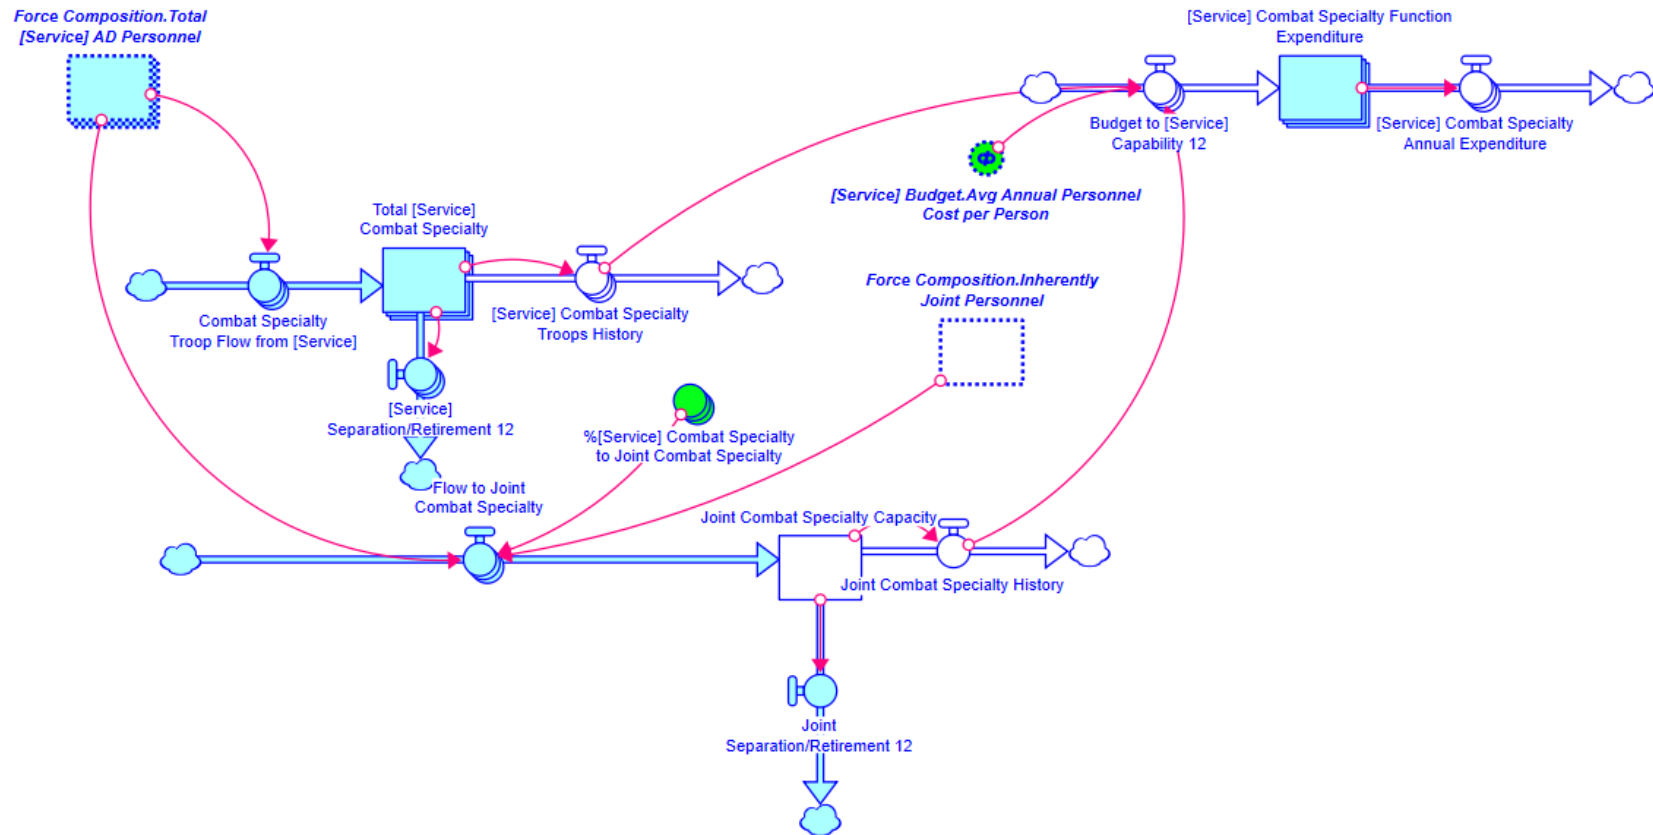 Force Composition.Total
[Service] AD Personnel
[Service] Combat Specialty Function
Expenditure
Budget to [Service]
Capability 12
[Service] Combat Specialty
Annual Expenditure
Φ
[Service] Budget.Avg Annual Personnel
Cost per Person
Total [Service]
Combat Specialty
Combat Specialty
Troop Flow from [Service]
[Service] Combat Specialty
Troops History
Force Composition.Inherently
Joint Personnel
[Service]
Separation/Retirement 12
%[Service] Combat Specialty
to Joint Combat Specialty
Flow to Joint
Combat Specialty
Joint Combat Specialty Capacity
Joint Combat Specialty History
Joint
Separation/Retirement 12